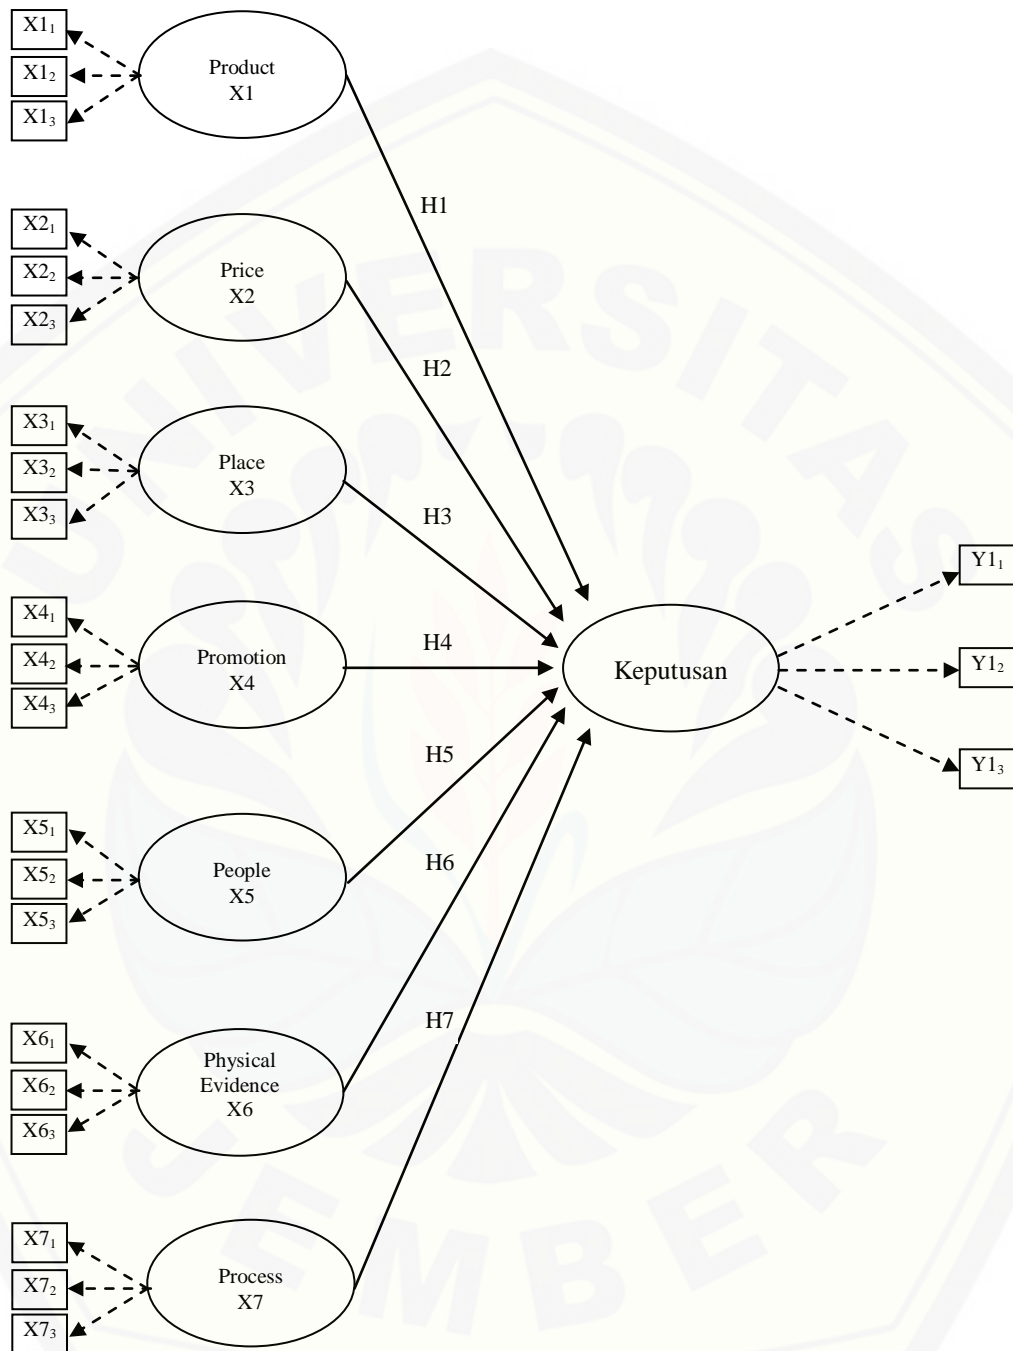 X1₁
X1₂
X1₃
Product
X1
H1
X2₁
X2₂
X2₃
Price
X2
H2
X3₁
X3₂
X3₃
Place
X3
H3
X4₁
X4₂
X4₃
Promotion
X4
H4
Keputusan
Y1₁
Y1₂
Y1₃
X5₁
X5₂
X5₃
People
X5
H5
X6₁
X6₂
X6₃
Physical
Evidence
X6
H6
X7₁
X7₂
X7₃
Process
X7
H7
UNIVERSITAS
JEMBER